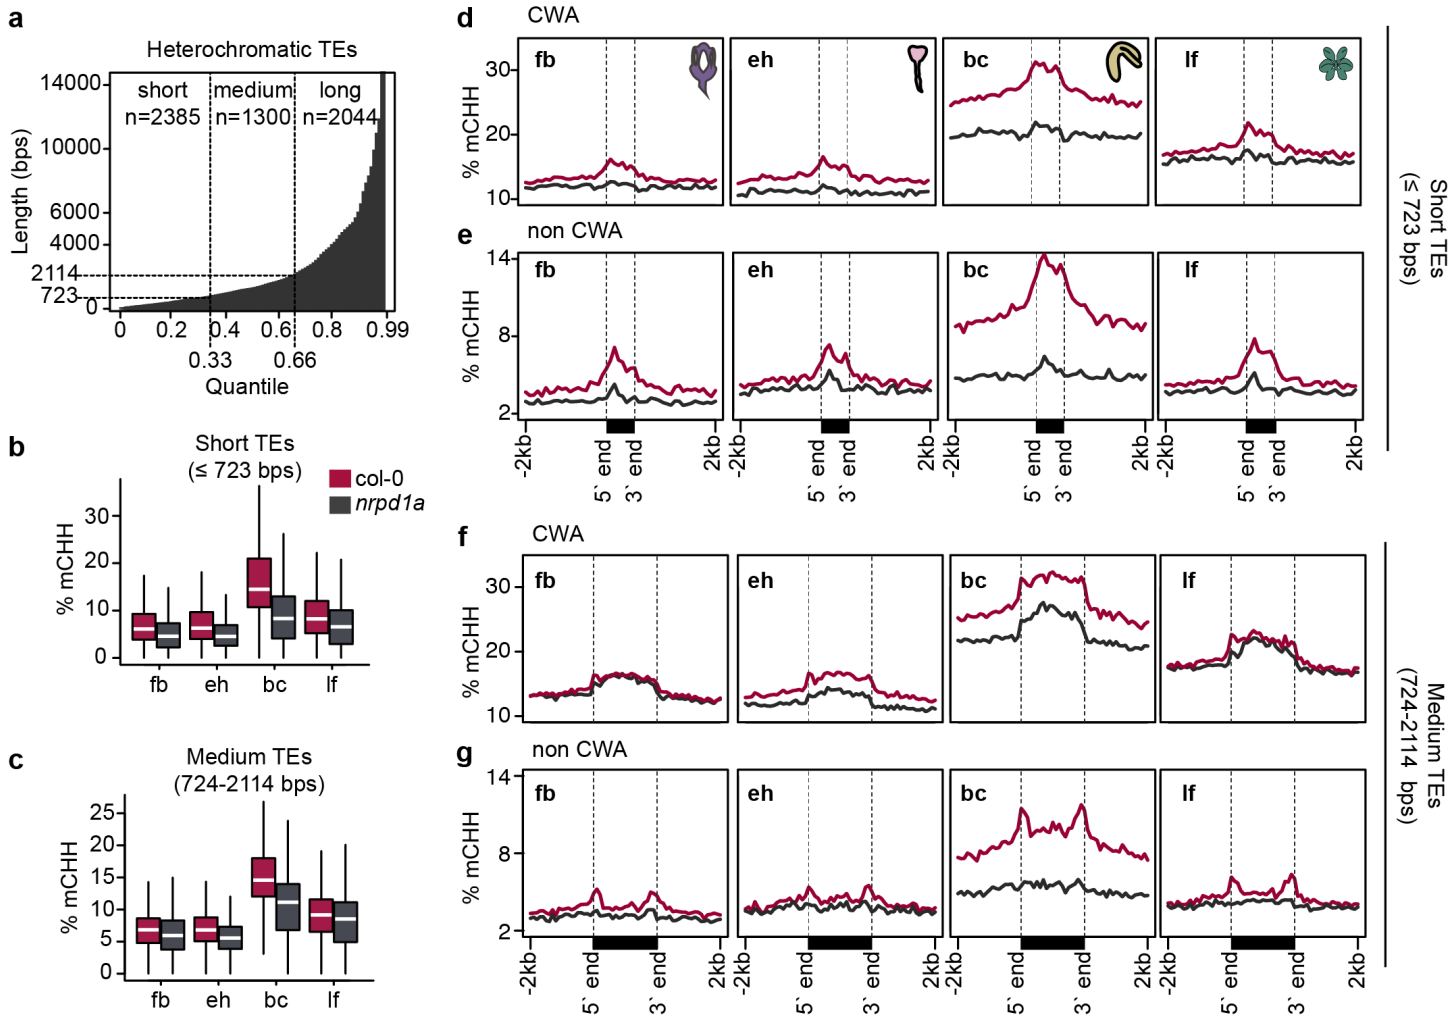 a
Heterochromatic TEs
Length (bps)
14000
10000
6000
4000
2114
723
0
short
n=2385
medium
n=1300
long
n=2044
0 0.2 0.4 0.6 0.8 0.99
0.33 0.66
Quantile
b
Short TEs
(≤ 723 bps)
col-0
nrpd1a
% mCHH
30
20
10
0
fb eh bc lf
c
Medium TEs
(724-2114 bps)
% mCHH
25
20
15
10
5
0
fb eh bc lf
d
CWA
fb eh bc lf
% mCHH
30
20
10
e
non CWA
fb eh bc lf
% mCHH
14
8
2
-2kb 5` end 3` end 2kb
-2kb 5` end 3` end 2kb
-2kb 5` end 3` end 2kb
-2kb 5` end 3` end 2kb
Short TEs
(≤ 723 bps)
f
CWA
fb eh bc lf
% mCHH
30
20
10
g
non CWA
fb eh bc lf
% mCHH
14
8
2
-2kb 5` end 3` end 2kb
-2kb 5` end 3` end 2kb
-2kb 5` end 3` end 2kb
-2kb 5` end 3` end 2kb
Medium TEs
(724-2114 bps)